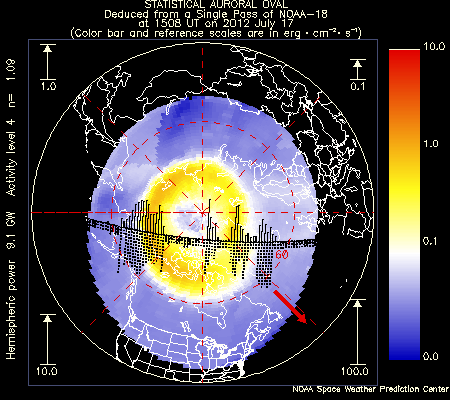 STATISTICAL AURORAL OVAL
Deduced from a Single Pass of NOAA-18
at 1508 UT on 2012 July 17
(Color bar and reference scales are in erg · cm⁻² · s⁻¹)
1.0
0.1
10.0
100.0
60
Hemispheric power 9.1 GW Activity level 4 n= 1.09
10.0
1.0
0.1
0.0
NOAA Space Weather Prediction Center